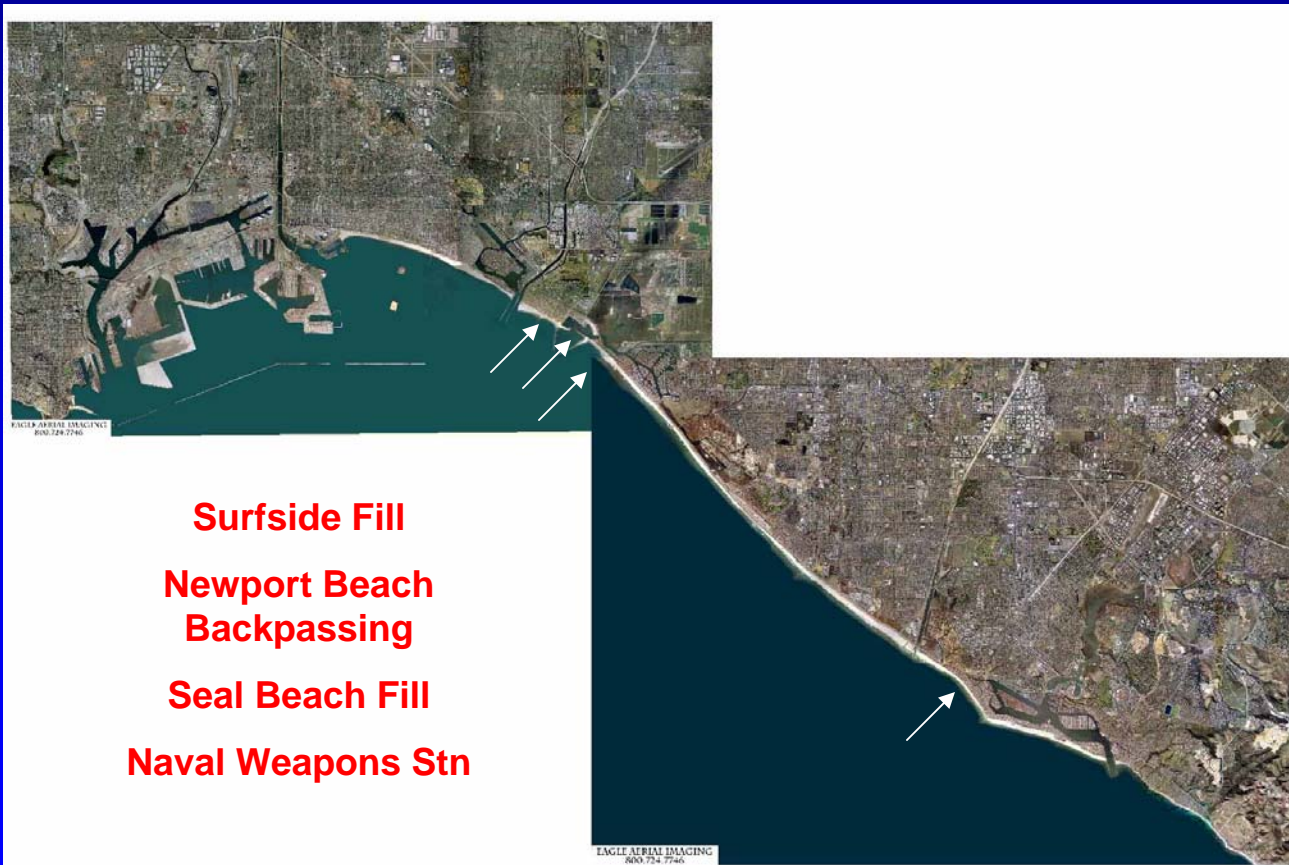 EAGLE AERIAL IMAGING
800.724.7746
Surfside Fill
Newport Beach
Backpassing
Seal Beach Fill
Naval Weapons Stn
EAGLE AERIAL IMAGING
800.724.7746